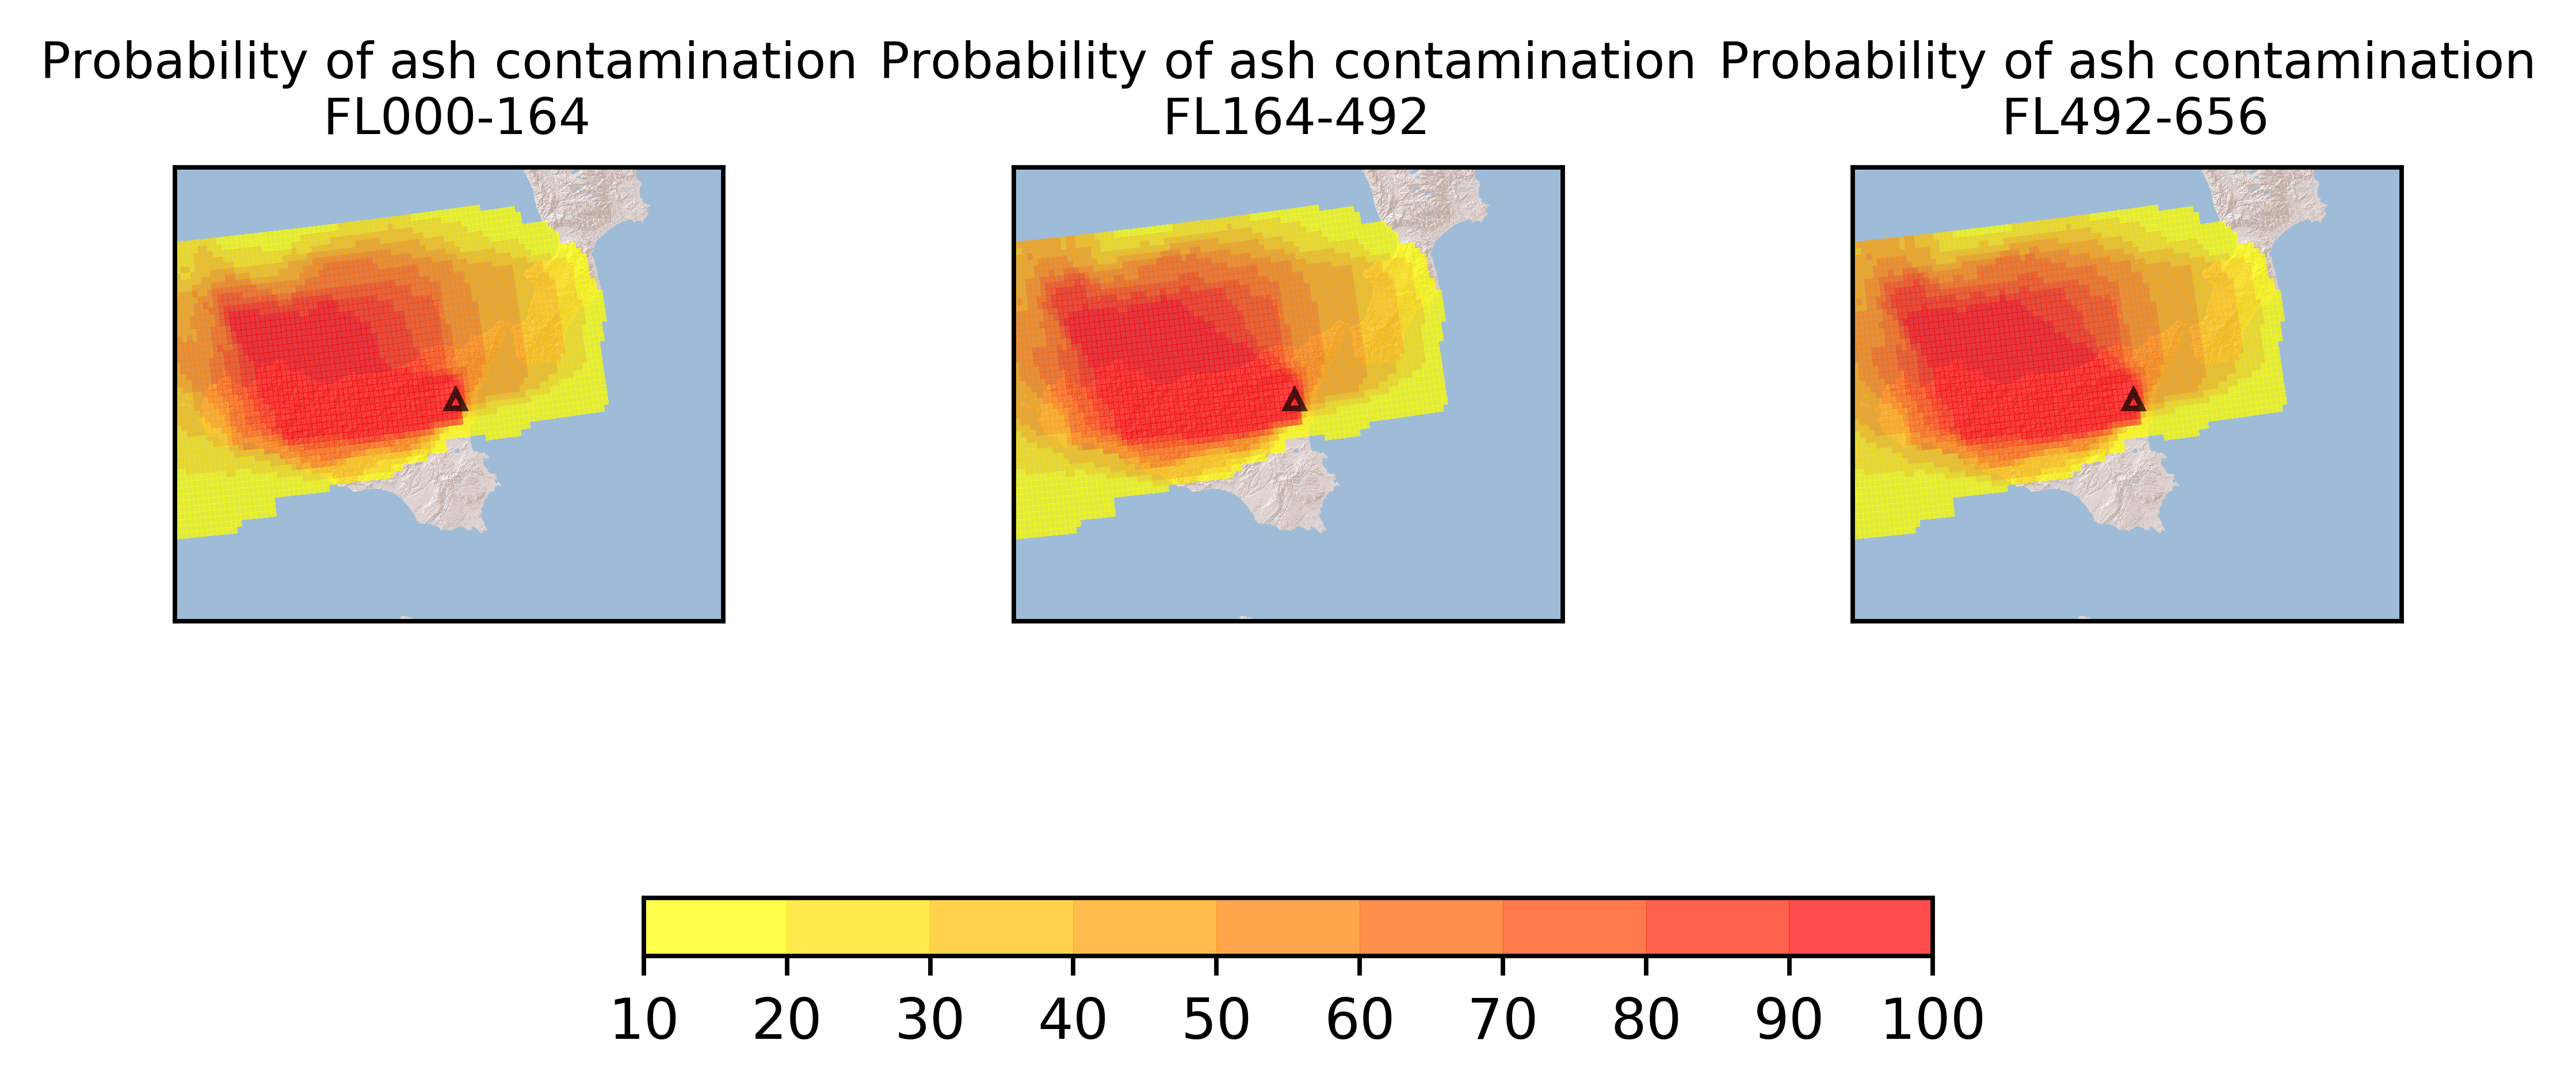 Probability of ash contamination
FL000-164
Probability of ash contamination
FL164-492
Probability of ash contamination
FL492-656
10 20 30 40 50 60 70 80 90 100